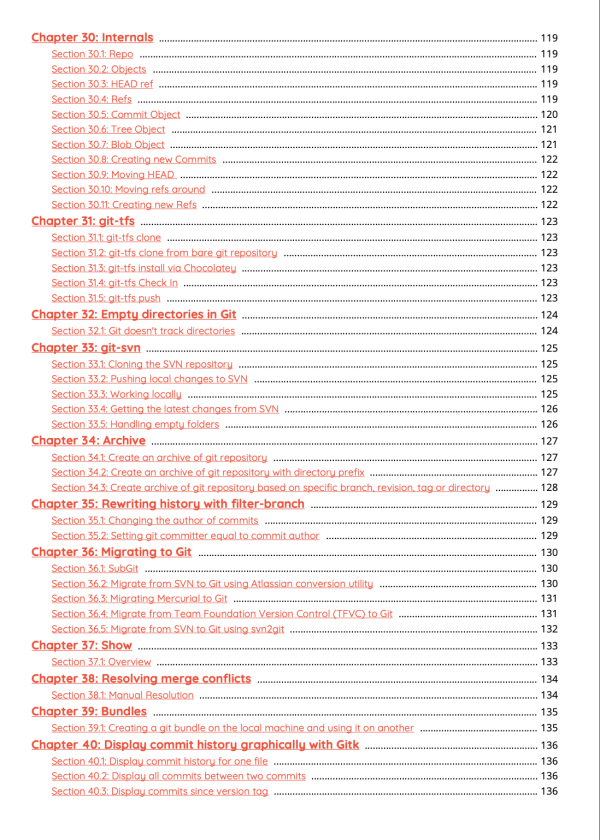 Chapter 30: Internals ........ 119
Section 30.1: Repo ........ 119
Section 30.2: Objects ........ 119
Section 30.3: HEAD ref ........ 119
Section 30.4: Refs ........ 119
Section 30.5: Commit Object ........ 120
Section 30.6: Tree Object ........ 121
Section 30.7: Blob Object ........ 121
Section 30.8: Creating new Commits ........ 122
Section 30.9: Moving HEAD ........ 122
Section 30.10: Moving refs around ........ 122
Section 30.11: Creating new Refs ........ 122
Chapter 31: git-tfs ........ 123
Section 31.1: git-tfs clone ........ 123
Section 31.2: git-tfs clone from bare git repository ........ 123
Section 31.3: git-tfs install via Chocolatey ........ 123
Section 31.4: git-tfs Check In ........ 123
Section 31.5: git-tfs push ........ 123
Chapter 32: Empty directories in Git ........ 124
Section 32.1: Git doesn't track directories ........ 124
Chapter 33: git-svn ........ 125
Section 33.1: Cloning the SVN repository ........ 125
Section 33.2: Pushing local changes to SVN ........ 125
Section 33.3: Working locally ........ 125
Section 33.4: Getting the latest changes from SVN ........ 126
Section 33.5: Handling empty folders ........ 126
Chapter 34: Archive ........ 127
Section 34.1: Create an archive of git repository ........ 127
Section 34.2: Create an archive of git repository with directory prefix ........ 127
Section 34.3: Create archive of git repository based on specific branch, revision, tag or directory ........ 128
Chapter 35: Rewriting history with filter-branch ........ 129
Section 35.1: Changing the author of commits ........ 129
Section 35.2: Setting git committer equal to commit author ........ 129
Chapter 36: Migrating to Git ........ 130
Section 36.1: SubGit ........ 130
Section 36.2: Migrate from SVN to Git using Atlassian conversion utility ........ 130
Section 36.3: Migrating Mercurial to Git ........ 131
Section 36.4: Migrate from Team Foundation Version Control (TFVC) to Git ........ 131
Section 36.5: Migrate from SVN to Git using svn2git ........ 132
Chapter 37: Show ........ 133
Section 37.1: Overview ........ 133
Chapter 38: Resolving merge conflicts ........ 134
Section 38.1: Manual Resolution ........ 134
Chapter 39: Bundles ........ 135
Section 39.1: Creating a git bundle on the local machine and using it on another ........ 135
Chapter 40: Display commit history graphically with Gitk ........ 136
Section 40.1: Display commit history for one file ........ 136
Section 40.2: Display all commits between two commits ........ 136
Section 40.3: Display commits since version tag ........ 136